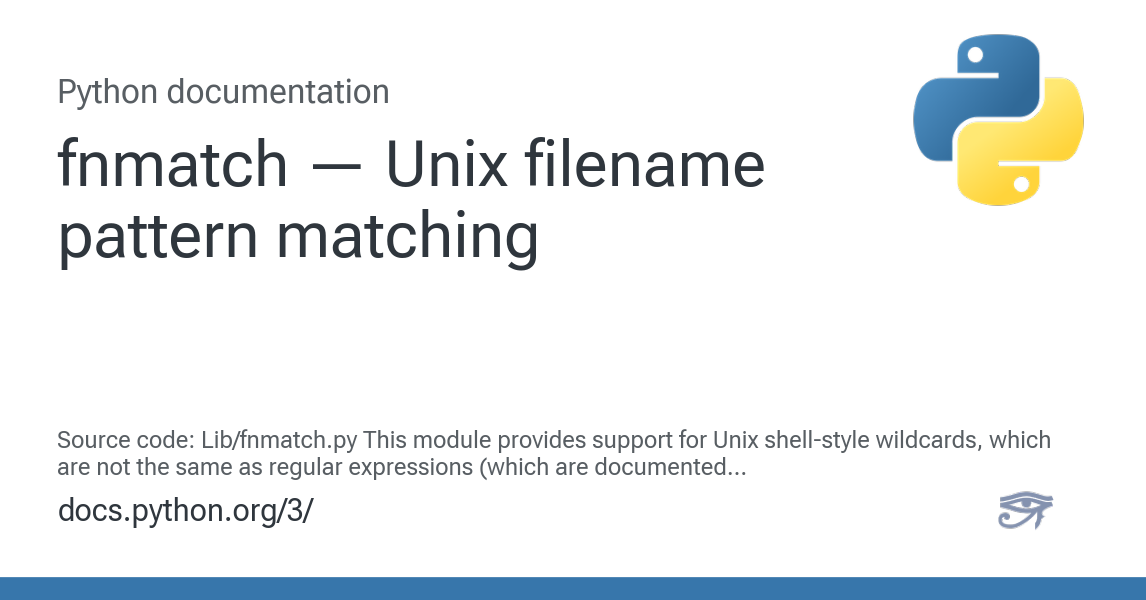 Python documentation
fnmatch — Unix filename
pattern matching
Source code: Lib/fnmatch.py This module provides support for Unix shell-style wildcards, which
are not the same as regular expressions (which are documented...
docs.python.org/3/